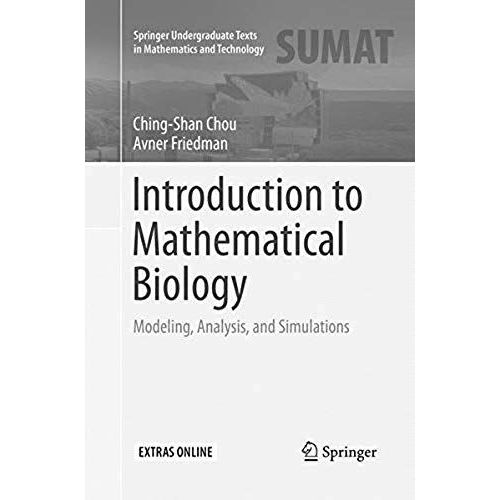 Springer Undergraduate Texts
in Mathematics and Technology
SUMAT
Ching-Shan Chou
Avner Friedman
Introduction to
Mathematical
Biology
Modeling, Analysis, and Simulations
EXTRAS ONLINE
Springer